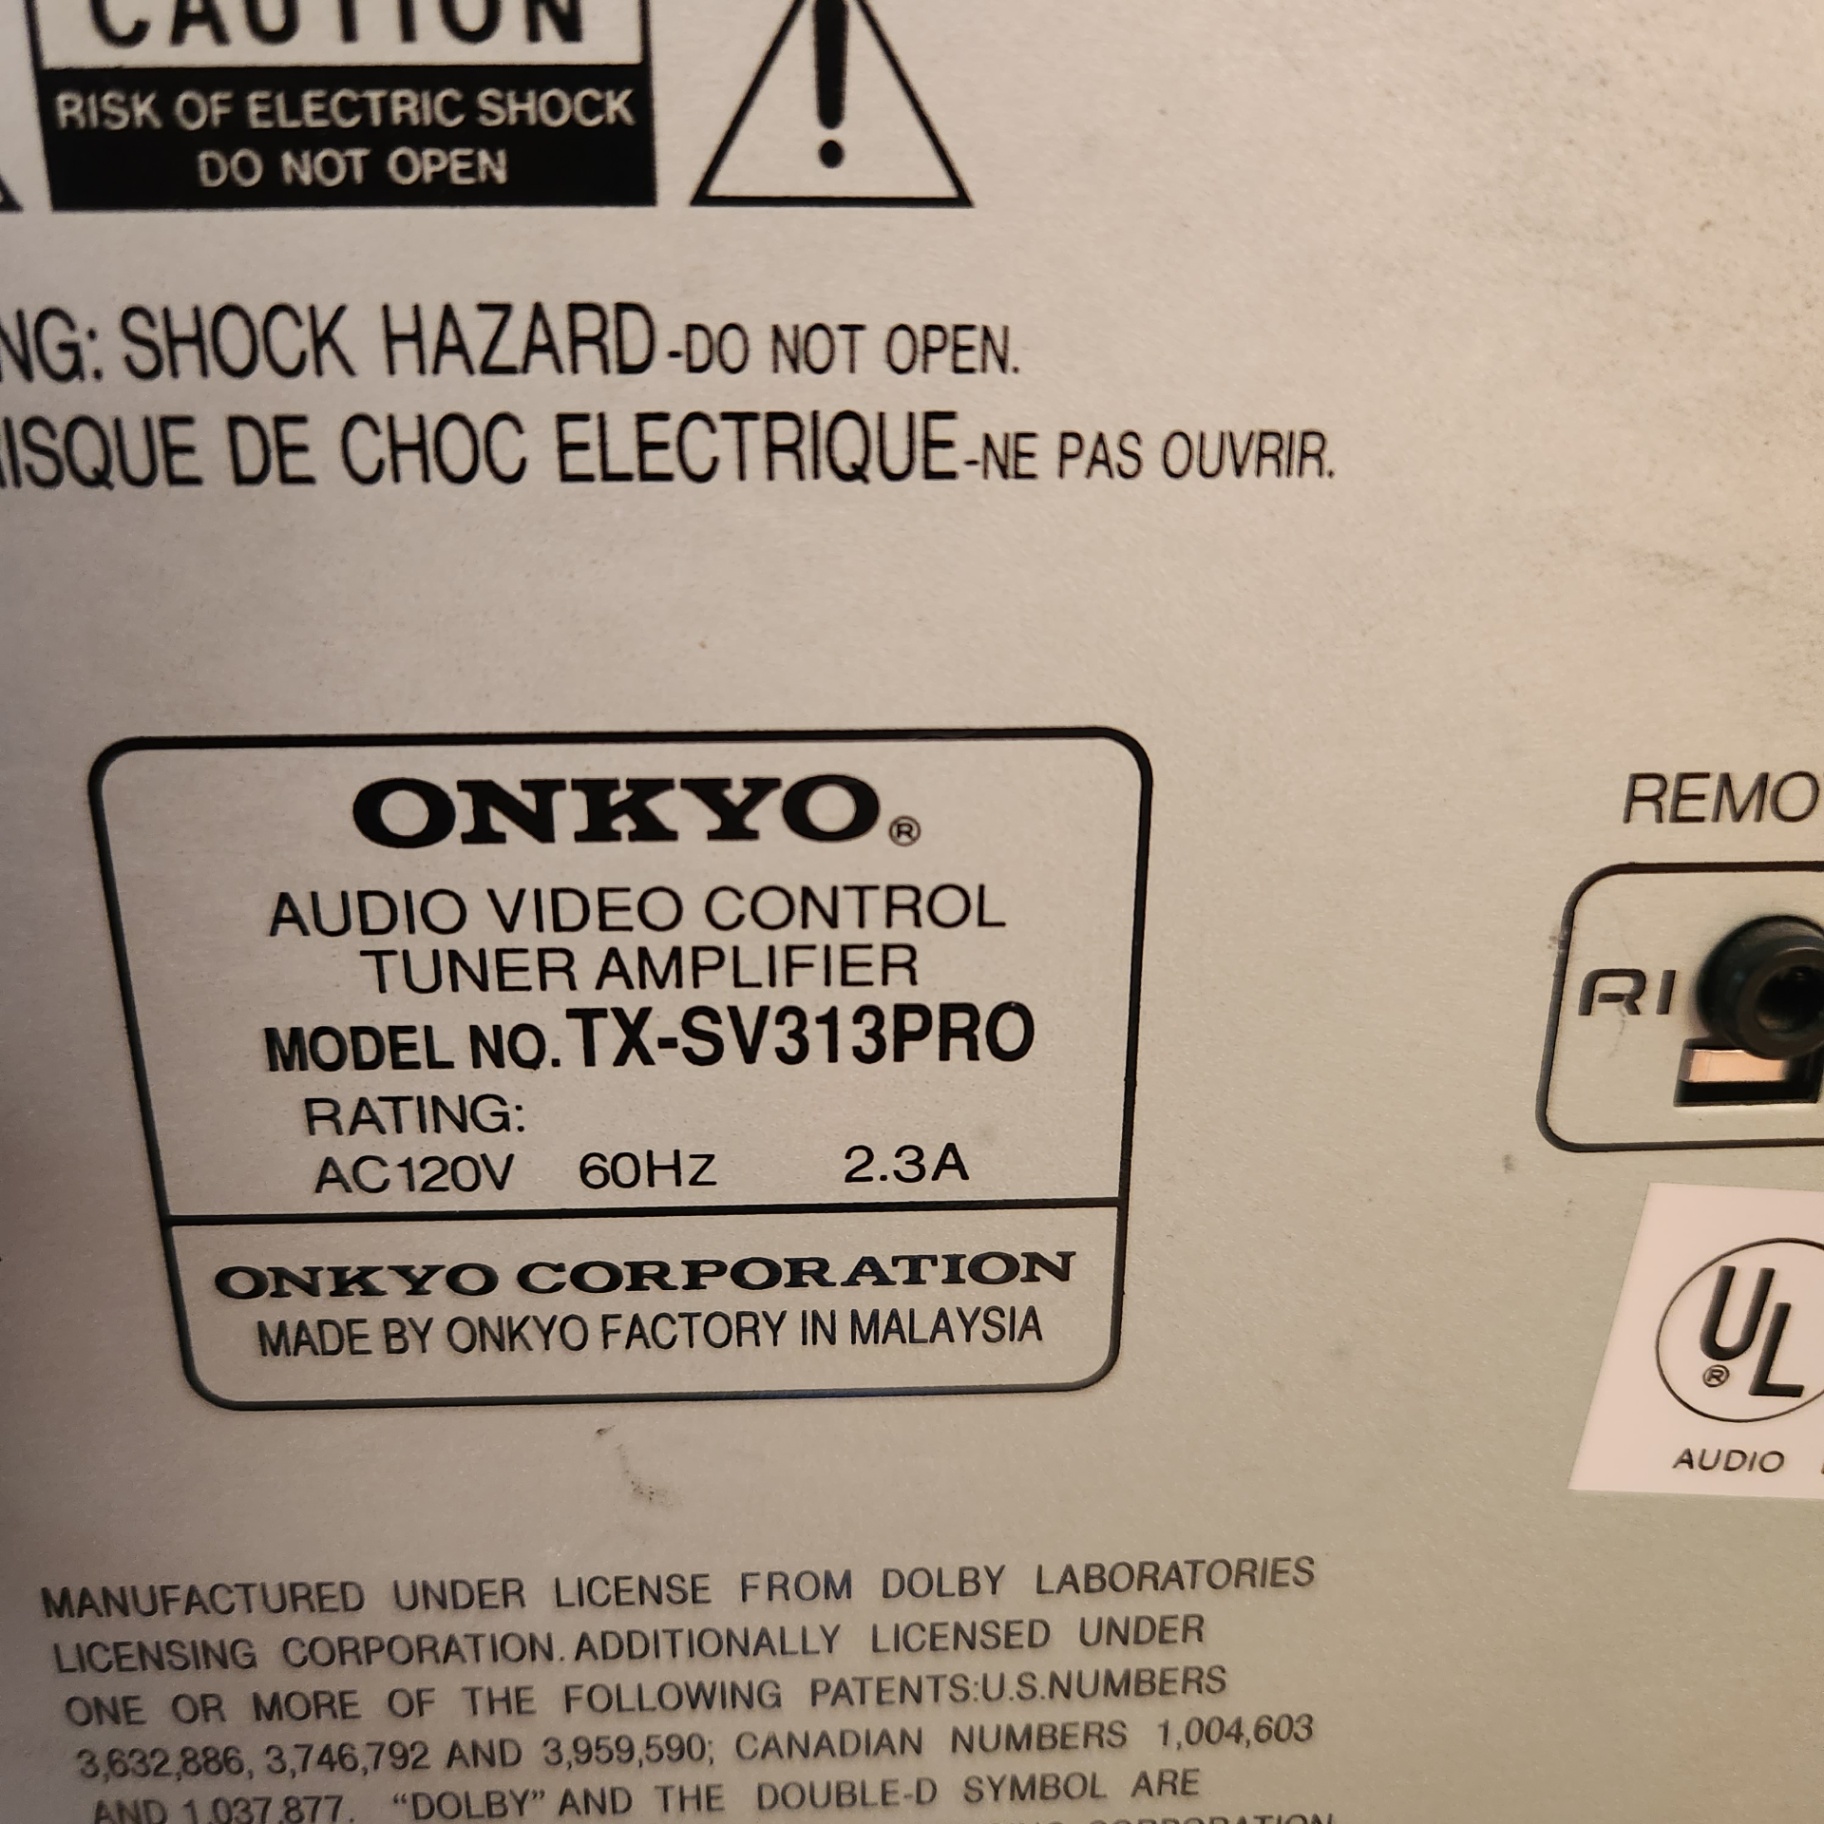 CAUTION
RISK OF ELECTRIC SHOCK
DO NOT OPEN
NG: SHOCK HAZARD-DO NOT OPEN.
RISQUE DE CHOC ELECTRIQUE-NE PAS OUVRIR.
ONKYO®
AUDIO VIDEO CONTROL
TUNER AMPLIFIER
MODEL NO. TX-SV313PRO
RATING:
AC120V 60Hz 2.3A
ONKYO CORPORATION
MADE BY ONKYO FACTORY IN MALAYSIA
REMO
RI
UL®
AUDIO
MANUFACTURED UNDER LICENSE FROM DOLBY LABORATORIES
LICENSING CORPORATION. ADDITIONALLY LICENSED UNDER
ONE OR MORE OF THE FOLLOWING PATENTS:U.S.NUMBERS
3,632,886, 3,746,792 AND 3,959,590; CANADIAN NUMBERS 1,004,603
AND 1,037,877. “DOLBY” AND THE DOUBLE-D SYMBOL ARE
CORPORATION